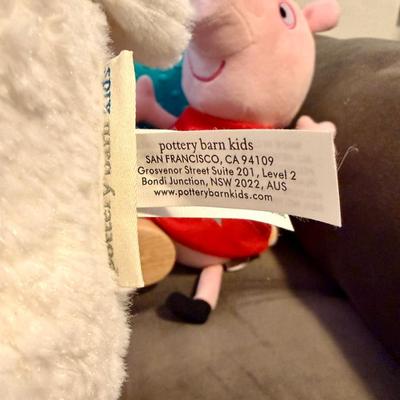 pottery barn kids
pottery barn kids
SAN FRANCISCO, CA 94109
Grosvenor Street Suite 201, Level 2
Bondi Junction, NSW 2022, AUS
www.potterybarnkids.com